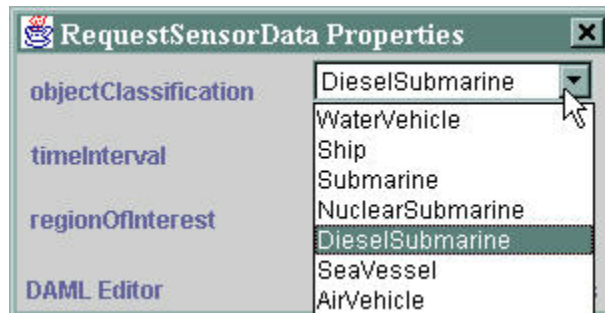 RequestSensorData Properties
objectClassification
DieselSubmarine
WaterVehicle
Ship
timeInterval
Submarine
NuclearSubmarine
regionOfInterest
DieselSubmarine
SeaVessel
DAML Editor
AirVehicle